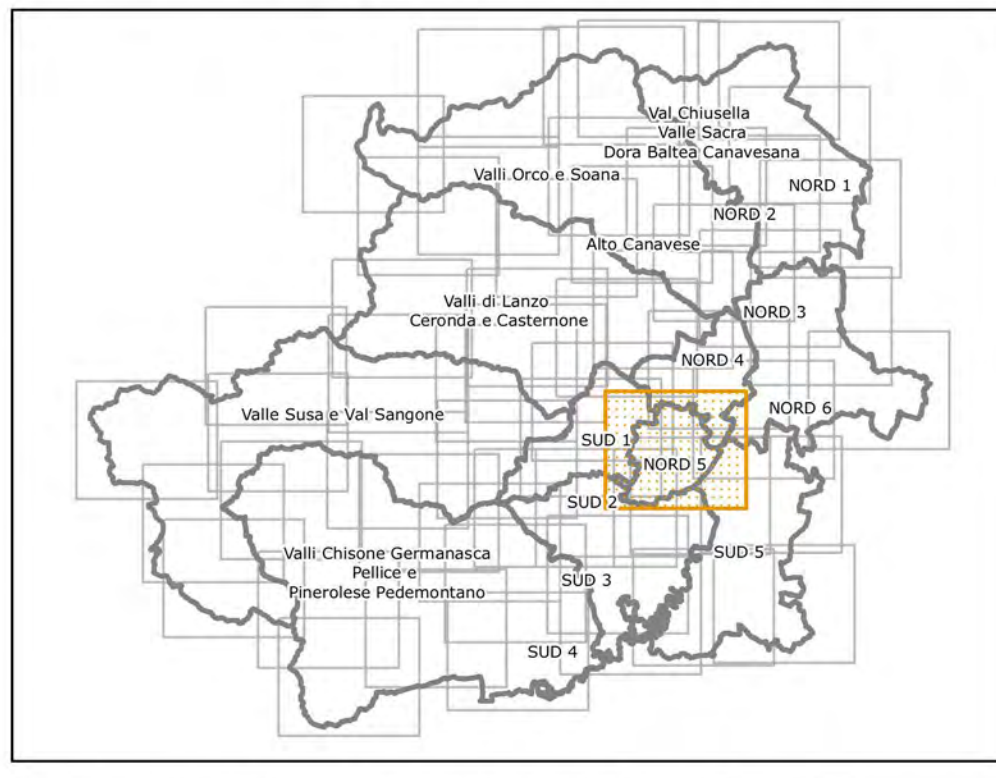 Val Chiusella
Valle Sacra
Dora Baltea Canavesana
Valli Orco e Soana
NORD 1
NORD 2
Alto Canavese
Valli di Lanzo
Ceronda e Casternone
NORD 3
NORD 4
Valle Susa e Val Sangone
NORD 6
SUD 1
NORD 5
SUD 2
Valli Chisone Germanasca
Pellice e
Pinerolese Pedemontano
SUD 5
SUD 3
SUD 4